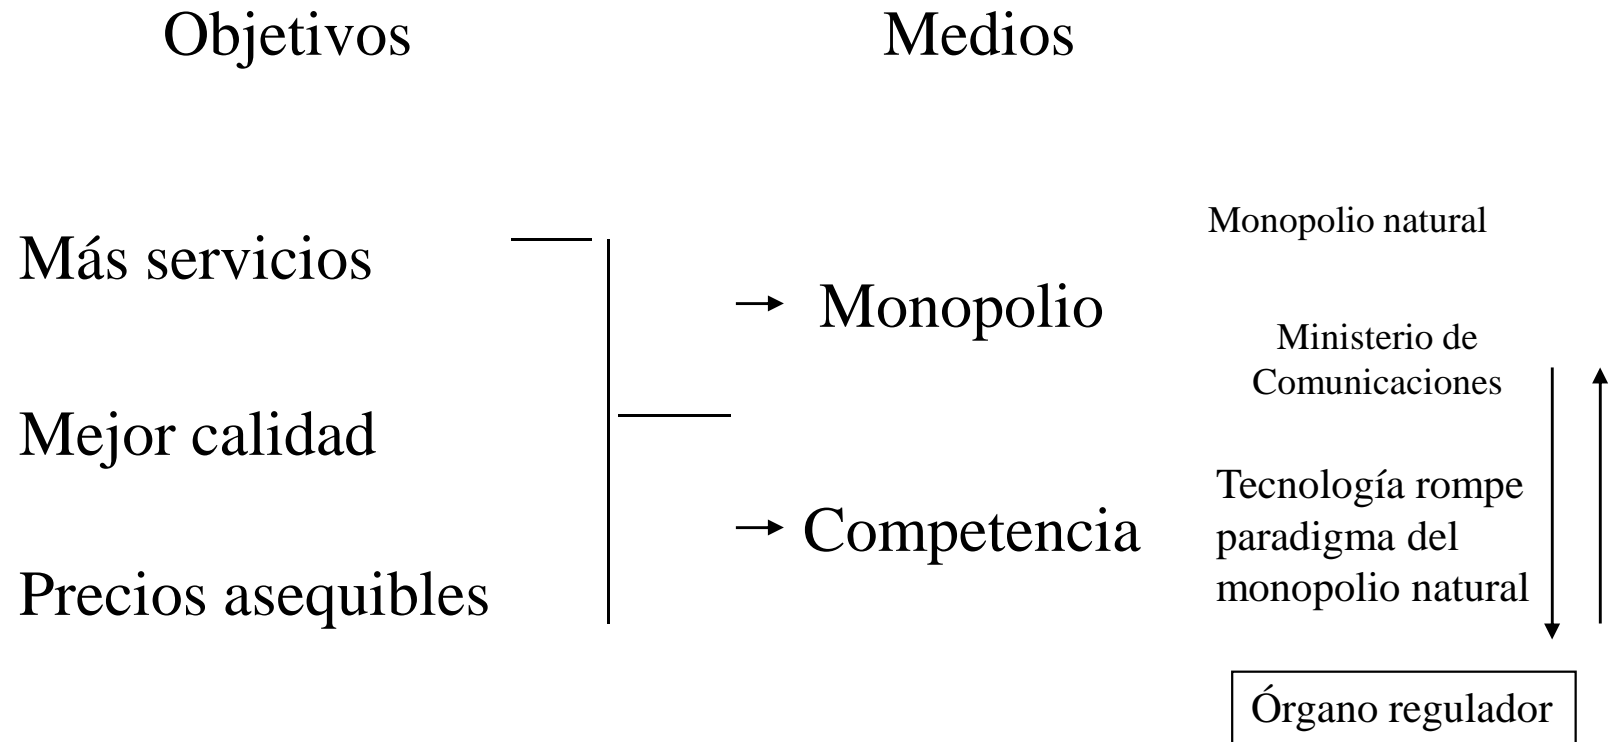 Objetivos
Medios
Más servicios
Mejor calidad
Precios asequibles
Monopolio
Competencia
Monopolio natural
Ministerio de
Comunicaciones
Tecnología rompe
paradigma del
monopolio natural
Órgano regulador